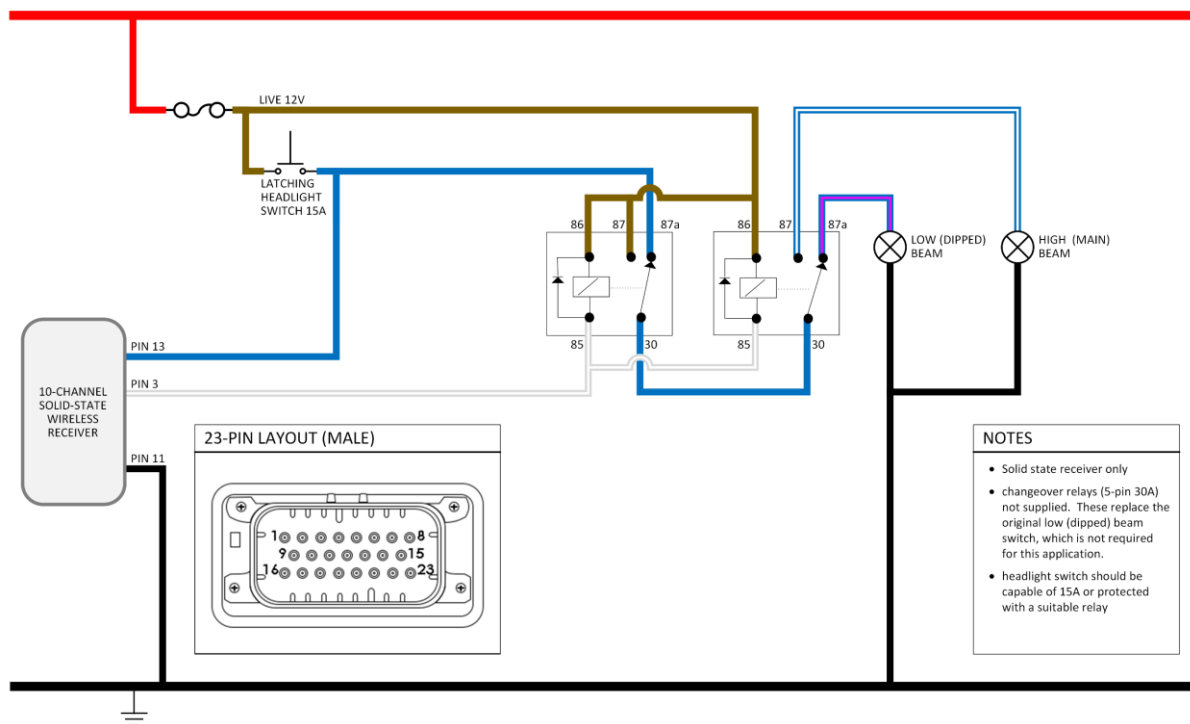 LIVE 12V
LATCHING
HEADLIGHT
SWITCH 15A
86
87
87a
86
87
87a
85
30
85
30
LOW (DIPPED)
BEAM
HIGH (MAIN)
BEAM
PIN 13
PIN 3
PIN 11
10-CHANNEL
SOLID-STATE
WIRELESS
RECEIVER
23-PIN LAYOUT (MALE)
1
8
9
15
16
23
NOTES
• Solid state receiver only
• changeover relays (5-pin 30A)
not supplied. These replace the
original low (dipped) beam
switch, which is not required
for this application.
• headlight switch should be
capable of 15A or protected
with a suitable relay